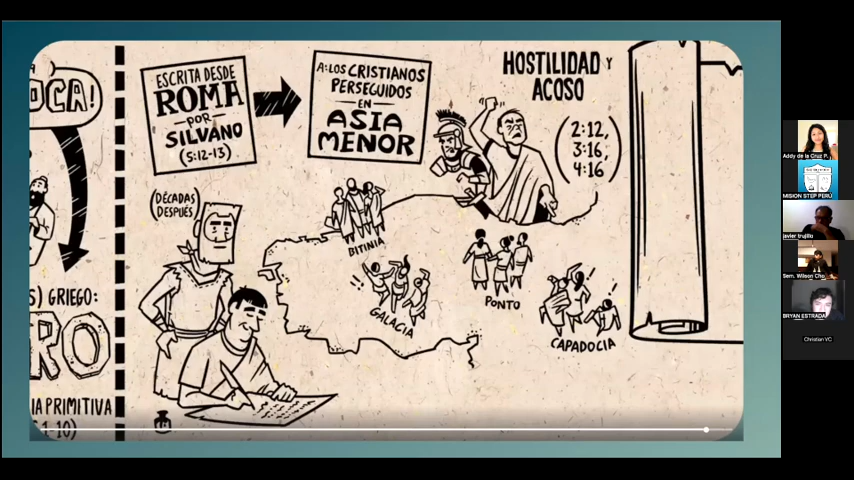 OCA!
S) GRIEGO:
RO
IA PRIMITIVA
1-10)
ESCRITA DESDE
ROMA
POR
SILVANO
(5:12-13)
A: LOS CRISTIANOS
PERSEGUIDOS
EN
ASIA
MENOR
HOSTILIDAD Y
ACOSO
(2:12,
3:16,
4:16)
(DÉCADAS
DESPUÉS)
BITINIA
GALACIA
PONTO
CAPADOCIA
Addy de la Cruz P.
MISION STEP PERÚ
javier trujillo
Sem. Wilson Cho
BRYAN ESTRADA
Christian VC